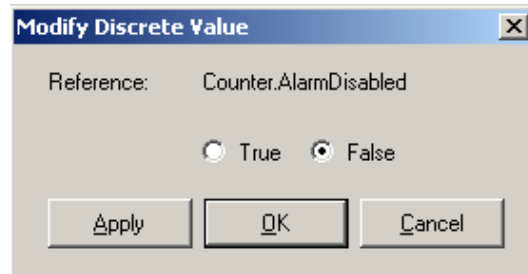 Modify Discrete Value
Reference: Counter.AlarmDisabled
True False
Apply OK Cancel